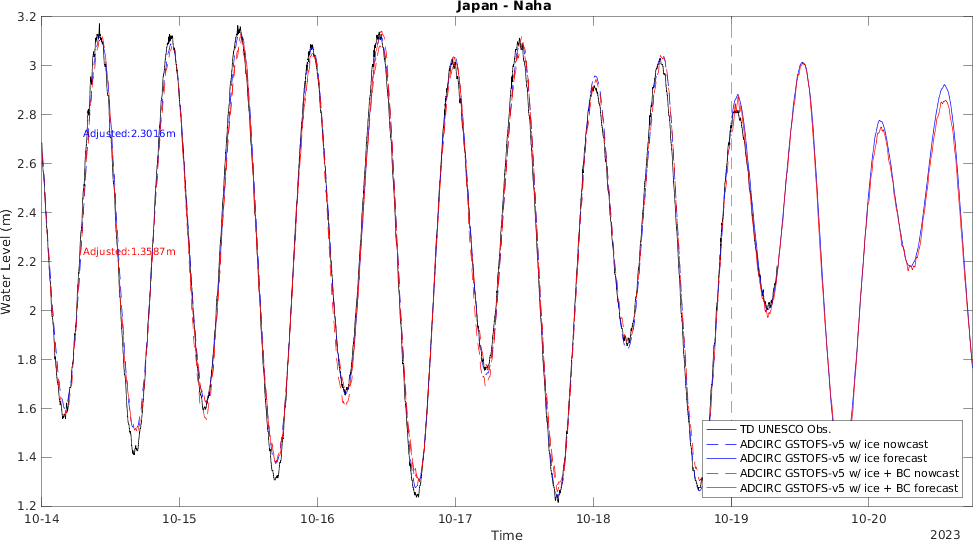 Japan - Naha
3.2
3
2.8
2.6
2.4
2.2
2
1.8
1.6
1.4
1.2
Water Level (m)
Adjusted:2.3016m
Adjusted:1.3587m
TD UNESCO Obs.
ADCIRC GSTOFS-v5 w/ ice nowcast
ADCIRC GSTOFS-v5 w/ ice forecast
ADCIRC GSTOFS-v5 w/ ice + BC nowcast
ADCIRC GSTOFS-v5 w/ ice + BC forecast
10-14 10-15 10-16 10-17 10-18 10-19 10-20
Time
2023